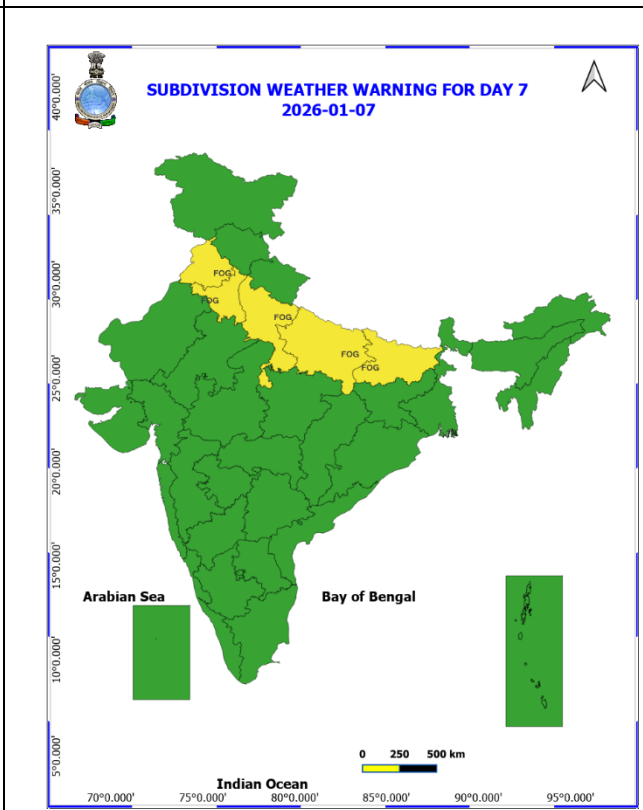 SUBDIVISION WEATHER WARNING FOR DAY 7
2026-01-07
40°0.000'
35°0.000'
30°0.000'
25°0.000'
20°0.000'
15°0.000'
10°0.000'
5°0.000'
FOG
FOG
FOG
FOG
FOG
Arabian Sea
Bay of Bengal
0 250 500 km
Indian Ocean
70°0.000' 75°0.000' 80°0.000' 85°0.000' 90°0.000' 95°0.000'